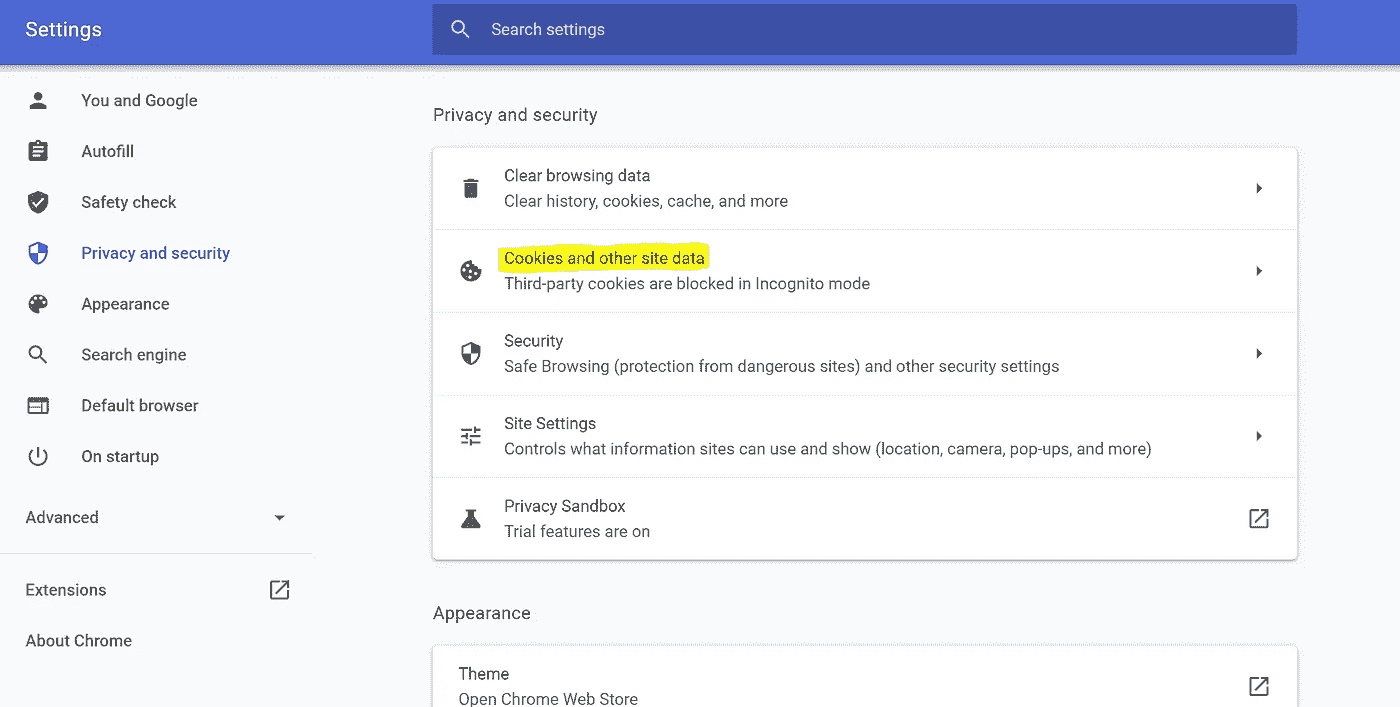 Settings
Search settings
You and Google
Autofill
Safety check
Privacy and security
Appearance
Search engine
Default browser
On startup
Advanced
Extensions
About Chrome
Privacy and security
Clear browsing data
Clear history, cookies, cache, and more
Cookies and other site data
Third-party cookies are blocked in Incognito mode
Security
Safe Browsing (protection from dangerous sites) and other security settings
Site Settings
Controls what information sites can use and show (location, camera, pop-ups, and more)
Privacy Sandbox
Trial features are on
Appearance
Theme
Open Chrome Web Store